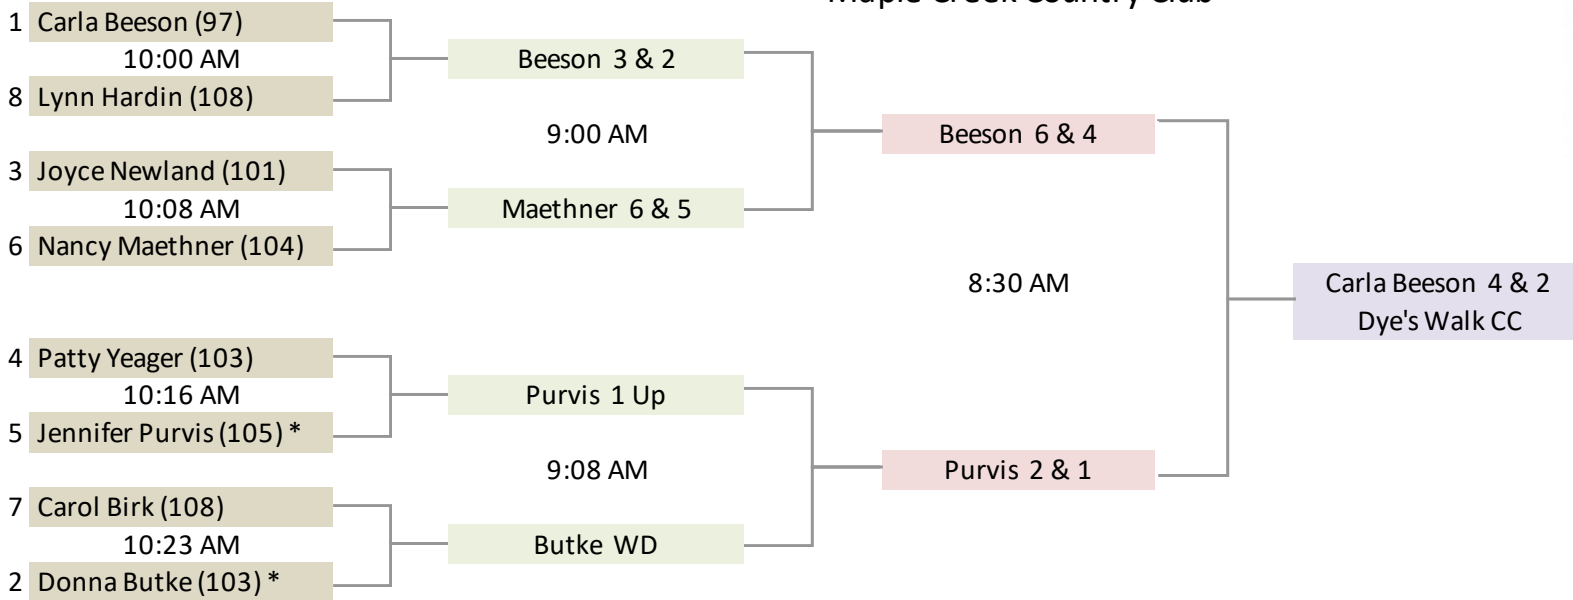 Maple Creek Country Club
1 Carla Beeson (97)
10:00 AM
8 Lynn Hardin (108)
3 Joyce Newland (101)
10:08 AM
6 Nancy Maethner (104)
4 Patty Yeager (103)
10:16 AM
5 Jennifer Purvis (105) *
7 Carol Birk (108)
10:23 AM
2 Donna Butke (103) *
Beeson 3 & 2
9:00 AM
Maethner 6 & 5
Purvis 1 Up
9:08 AM
Butke WD
Beeson 6 & 4
8:30 AM
Purvis 2 & 1
Carla Beeson 4 & 2
Dye's Walk CC